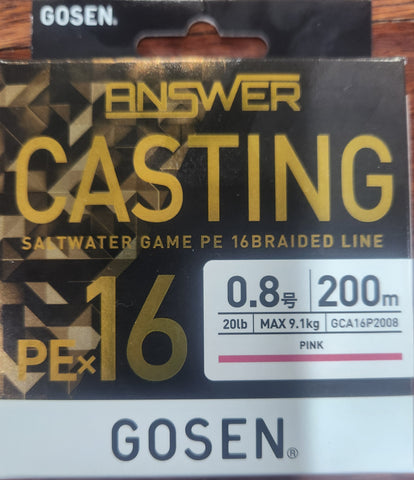 GOSEN.
ANSWER
CASTING
SALTWATER GAME PE 16BRAIDED LINE
PE×16
0.8号 200m
20lb MAX 9.1kg GCA16P2008
PINK
GOSEN®